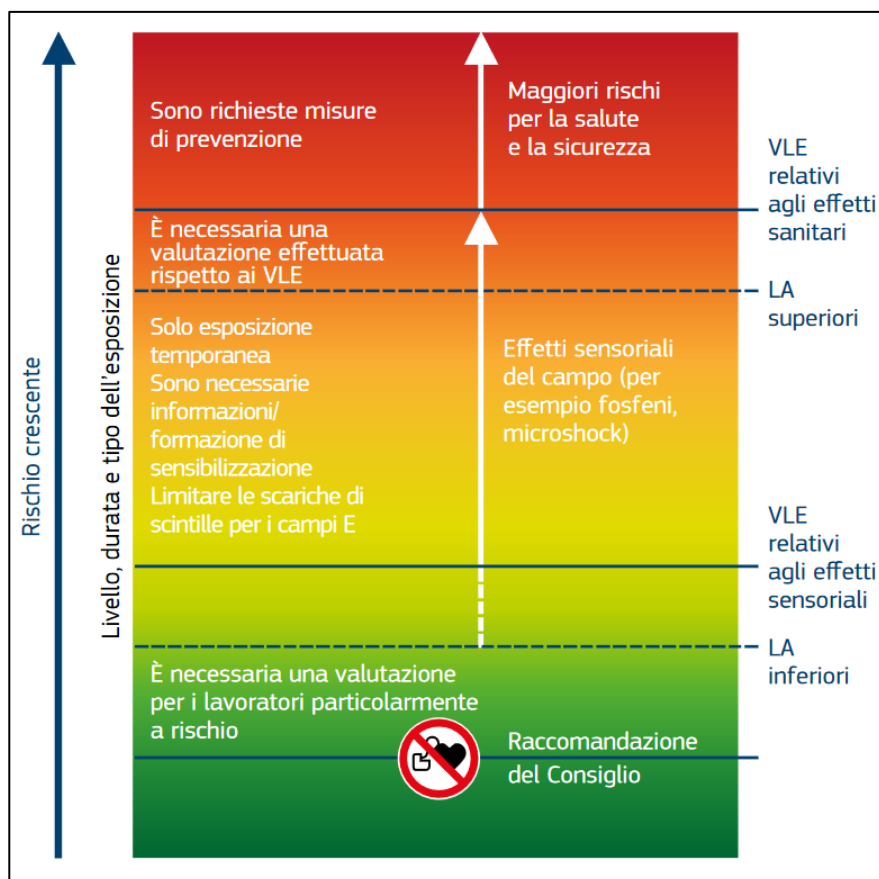 Rischio crescente
Livello, durata e tipo dell'esposizione
Sono richieste misure
di prevenzione
Maggiori rischi
per la salute
e la sicurezza
VLE
relativi
agli effetti
sanitari
È necessaria una
valutazione effettuata
rispetto ai VLE
LA
superiori
Solo esposizione
temporanea
Sono necessarie
informazioni/
formazione di
sensibilizzazione
Limitare le scariche di
scintille per i campi E
Effetti sensoriali
del campo (per
esempio fosfeni,
microshock)
VLE
relativi
agli effetti
sensoriali
LA
inferiori
È necessaria una valutazione
per i lavoratori particolarmente
a rischio
Raccomandazione
del Consiglio